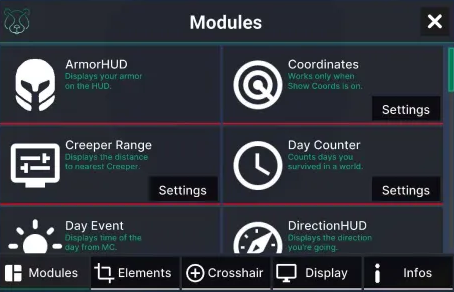 Modules
ArmorHUD
Displays your armor
on the HUD.
Coordinates
Works only when
Show Coords is on.
Settings
Creeper Range
Displays the distance
to nearest Creeper.
Settings
Day Counter
Counts days you
survived in a world.
Settings
Day Event
Displays time of the
day from MC.
DirectionHUD
Displays the direction
you're going.
Modules
Elements
Crosshair
Display
Infos